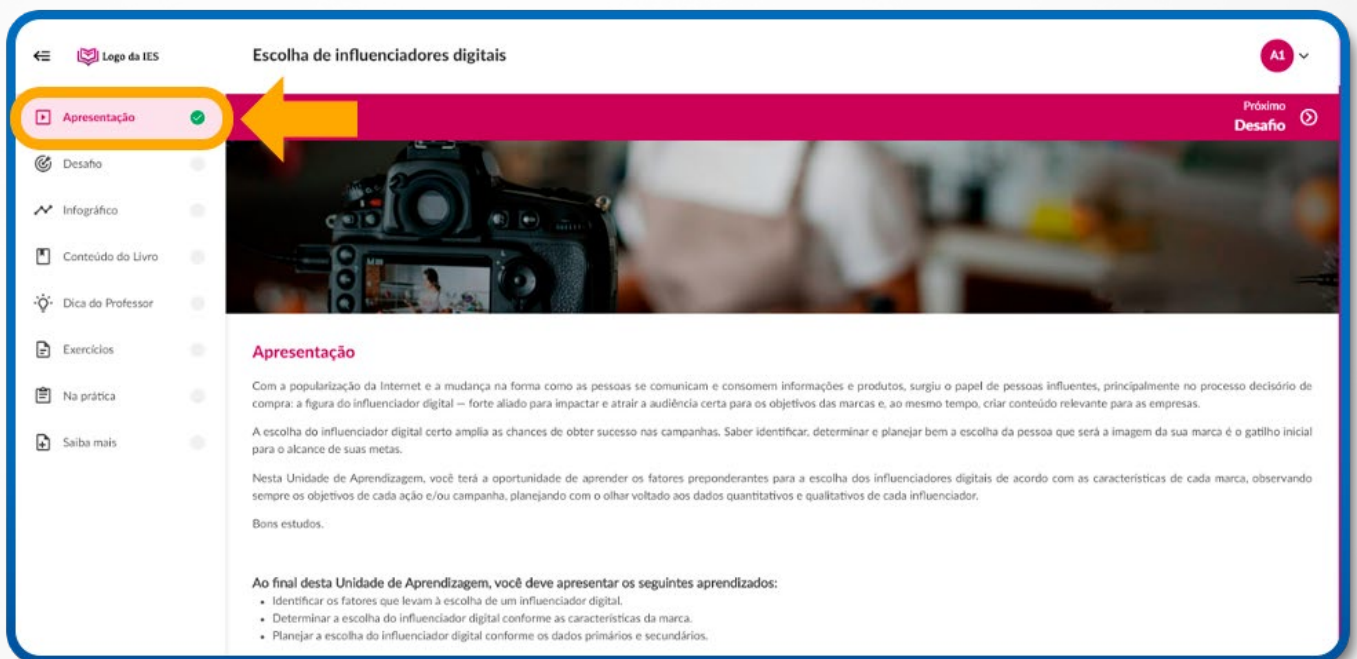 Logo da IES
Escolha de influenciadores digitais
A1
Apresentação
Próximo
Desafio
Desafio
Infográfico
Conteúdo do Livro
Dica do Professor
Exercícios
Na prática
Saiba mais
Apresentação
Com a popularização da Internet e a mudança na forma como as pessoas se comunicam e consomem informações e produtos, surgiu o papel de pessoas influentes, principalmente no processo decisório de
compra: a figura do influenciador digital — forte aliado para impactar e atrair a audiência certa para os objetivos das marcas e, ao mesmo tempo, criar conteúdo relevante para as empresas.
A escolha do influenciador digital certo amplia as chances de obter sucesso nas campanhas. Saber identificar, determinar e planejar bem a escolha da pessoa que será a imagem da sua marca é o gatilho inicial
para o alcance de suas metas.
Nesta Unidade de Aprendizagem, você terá a oportunidade de aprender os fatores preponderantes para a escolha dos influenciadores digitais de acordo com as características de cada marca, observando
sempre os objetivos de cada ação e/ou campanha, planejando com o olhar voltado aos dados quantitativos e qualitativos de cada influenciador.
Bons estudos.
Ao final desta Unidade de Aprendizagem, você deve apresentar os seguintes aprendizados:
• Identificar os fatores que levam à escolha de um influenciador digital.
• Determinar a escolha do influenciador digital conforme as características da marca.
• Planejar a escolha do influenciador digital conforme os dados primários e secundários.